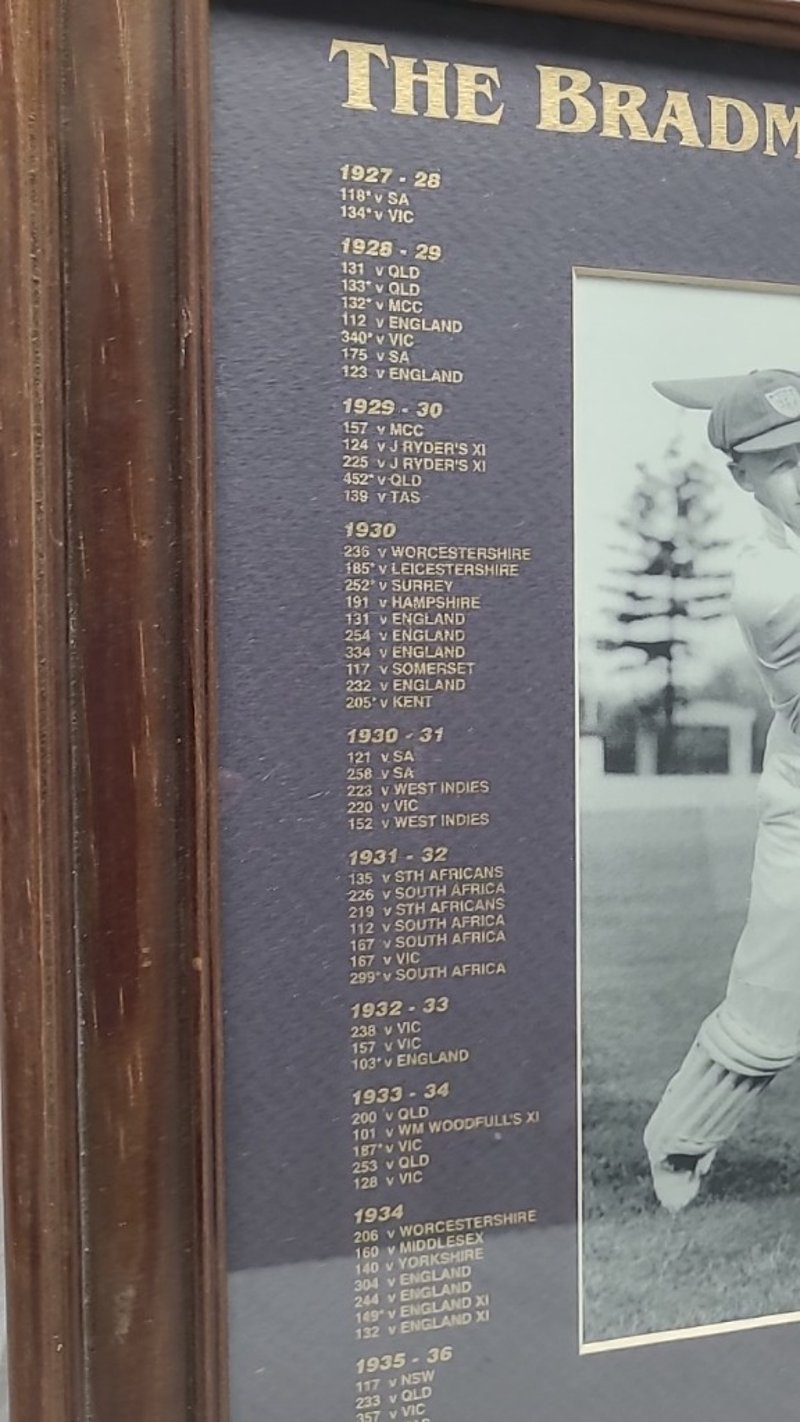 THE BRADM
1927 - 28
118* v SA
134* v VIC
1928 - 29
131 v QLD
133* v QLD
132* v MCC
112 v ENGLAND
340* v VIC
175 v SA
123 v ENGLAND
1929 - 30
157 v MCC
124 v J RYDER'S XI
225 v J RYDER'S XI
452* v QLD
139 v TAS
1930
236 v WORCESTERSHIRE
185* v LEICESTERSHIRE
252* v SURREY
191 v HAMPSHIRE
131 v ENGLAND
254 v ENGLAND
334 v ENGLAND
117 v SOMERSET
232 v ENGLAND
205* v KENT
1930 - 31
121 v SA
258 v SA
223 v WEST INDIES
220 v VIC
152 v WEST INDIES
1931 - 32
135 v STH AFRICANS
226 v SOUTH AFRICA
219 v STH AFRICANS
112 v SOUTH AFRICA
167 v SOUTH AFRICA
167 v VIC
299* v SOUTH AFRICA
1932 - 33
238 v VIC
157 v VIC
103* v ENGLAND
1933 - 34
200 v QLD
101 v WM WOODFULL'S XI
187* v VIC
253 v QLD
128 v VIC
1934
206 v WORCESTERSHIRE
160 v MIDDLESEX
140 v YORKSHIRE
304 v ENGLAND
244 v ENGLAND
149* v ENGLAND XI
132 v ENGLAND XI
1935 - 36
117 v NSW
233 v QLD
357 v VIC